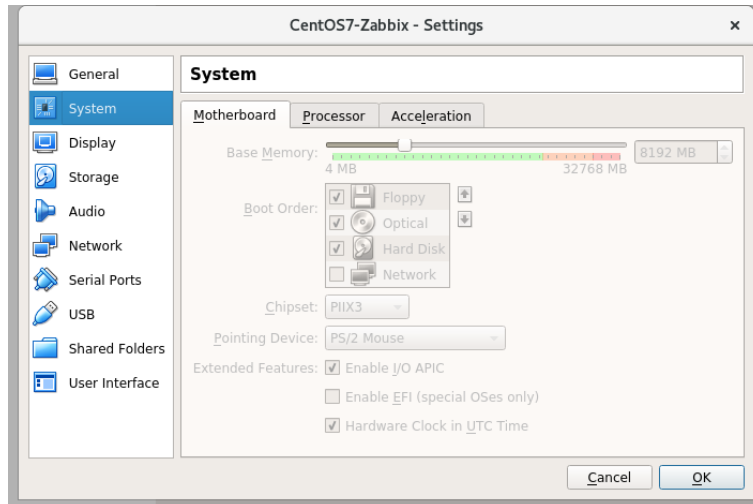 CentOS7-Zabbix - Settings
General
System
Display
Storage
Audio
Network
Serial Ports
USB
Shared Folders
User Interface
System
Motherboard Processor Acceleration
Base Memory: 8192 MB
4 MB 32768 MB
Boot Order: Floppy
Optical
Hard Disk
Network
Chipset: PIIX3
Pointing Device: PS/2 Mouse
Extended Features: Enable I/O APIC
Enable EFI (special OSes only)
Hardware Clock in UTC Time
Cancel OK